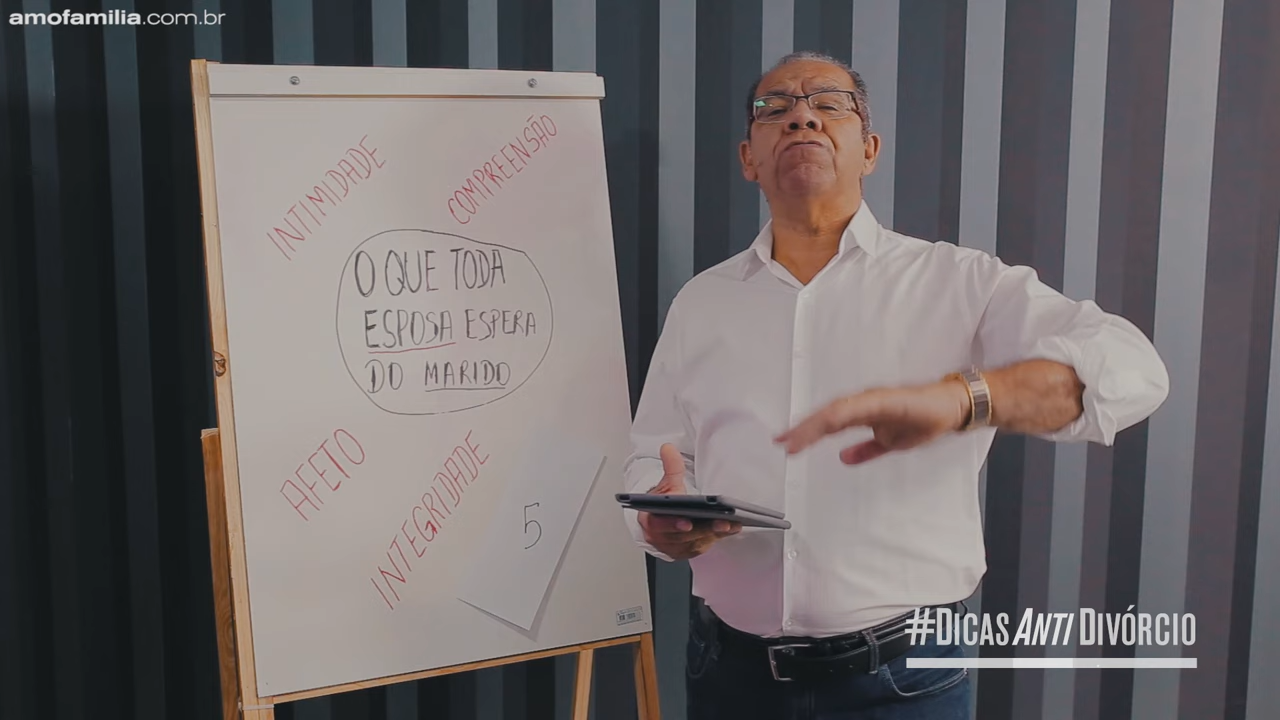 amofamilia.com.br
INTIMIDADE
COMPREENSÃO
O QUE TODA
ESPOSA ESPERA
DO MARIDO
AFETO
INTEGRIDADE
5
#DICAS ANTI DIVÓRCIO